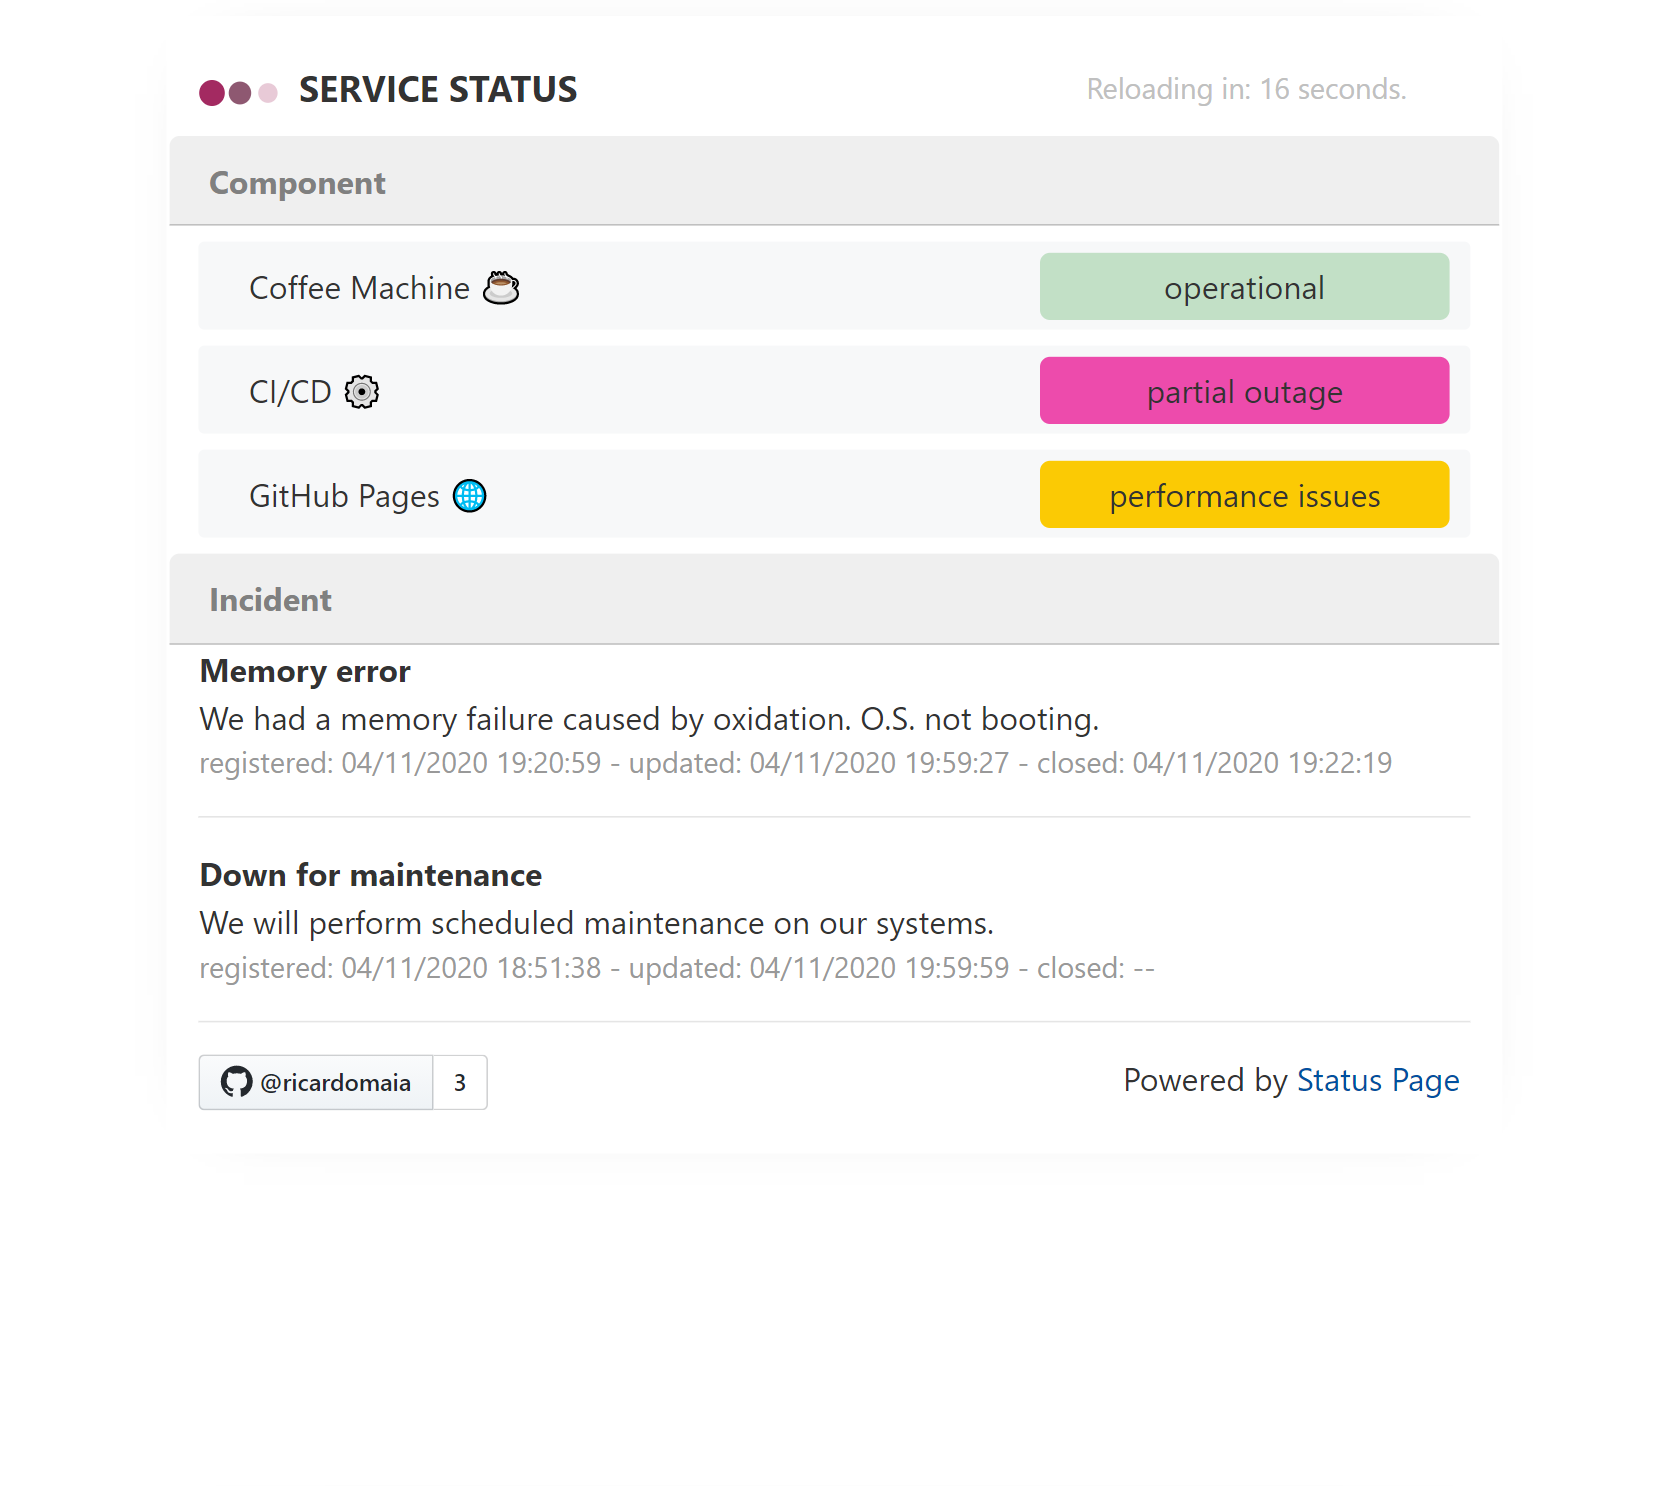 SERVICE STATUS
Reloading in: 16 seconds.
Component
Coffee Machine ☕ operational
CI/CD ⚙ partial outage
GitHub Pages 🌐 performance issues
Incident
Memory error
We had a memory failure caused by oxidation. O.S. not booting.
registered: 04/11/2020 19:20:59 - updated: 04/11/2020 19:59:27 - closed: 04/11/2020 19:22:19
Down for maintenance
We will perform scheduled maintenance on our systems.
registered: 04/11/2020 18:51:38 - updated: 04/11/2020 19:59:59 - closed: --
@ricardomaia 3
Powered by Status Page